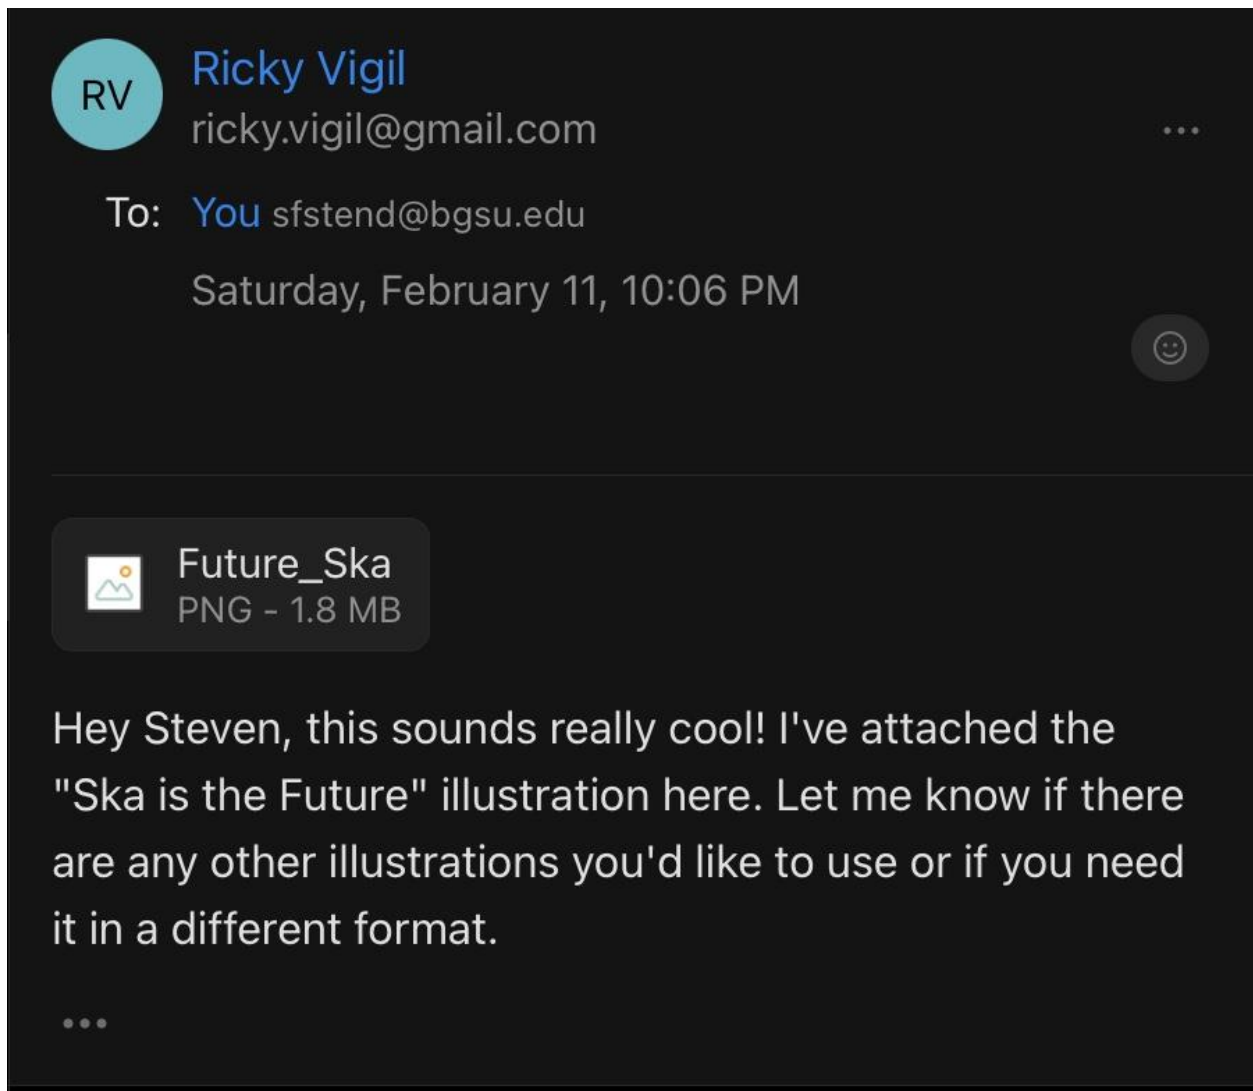 RV
Ricky Vigil
ricky.vigil@gmail.com
To: You sfstend@bgsu.edu
Saturday, February 11, 10:06 PM
Future_Ska
PNG - 1.8 MB
Hey Steven, this sounds really cool! I've attached the
"Ska is the Future" illustration here. Let me know if there
are any other illustrations you'd like to use or if you need
it in a different format.